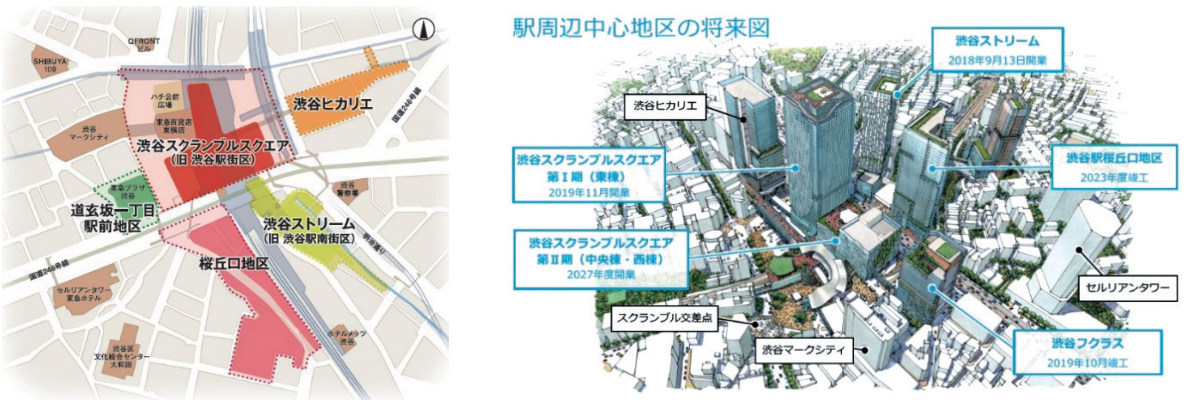 QFRONT
ビル
SHIBUYA
109
ハチ公前
広場
渋谷ヒカリエ
国道246号線
渋谷
マークシティ
東急百貨店
東横店
渋谷スクランブルスクエア
(旧 渋谷駅街区)
東急プラザ
渋谷
渋谷
警察署
道玄坂一丁目
駅前地区
渋谷ストリーム
(旧 渋谷駅南街区)
明治通り
国道246号線
桜丘口地区
セルリアンタワー
東急ホテル
ホテルメッツ
渋谷
渋谷区
文化総合センター
大和田
駅周辺中心地区の将来図
渋谷ストリーム
2018年9月13日開業
渋谷ヒカリエ
渋谷スクランブルスクエア
第Ⅰ期（東棟）
2019年11月開業
渋谷駅桜丘口地区
2023年度竣工
渋谷スクランブルスクエア
第Ⅱ期（中央棟・西棟）
2027年度開業
セルリアンタワー
スクランブル交差点
渋谷マークシティ
渋谷フクラス
2019年10月竣工